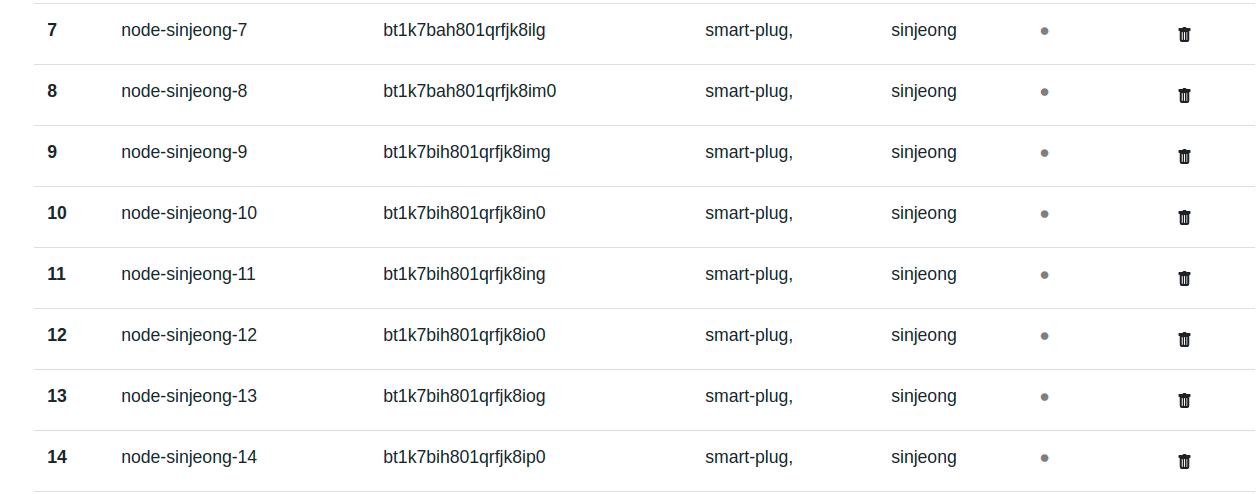 7 node-sinjeong-7 bt1k7bah801qrfjk8ilg smart-plug, sinjeong
8 node-sinjeong-8 bt1k7bah801qrfjk8im0 smart-plug, sinjeong
9 node-sinjeong-9 bt1k7bih801qrfjk8img smart-plug, sinjeong
10 node-sinjeong-10 bt1k7bih801qrfjk8in0 smart-plug, sinjeong
11 node-sinjeong-11 bt1k7bih801qrfjk8ing smart-plug, sinjeong
12 node-sinjeong-12 bt1k7bih801qrfjk8io0 smart-plug, sinjeong
13 node-sinjeong-13 bt1k7bih801qrfjk8iog smart-plug, sinjeong
14 node-sinjeong-14 bt1k7bih801qrfjk8ip0 smart-plug, sinjeong